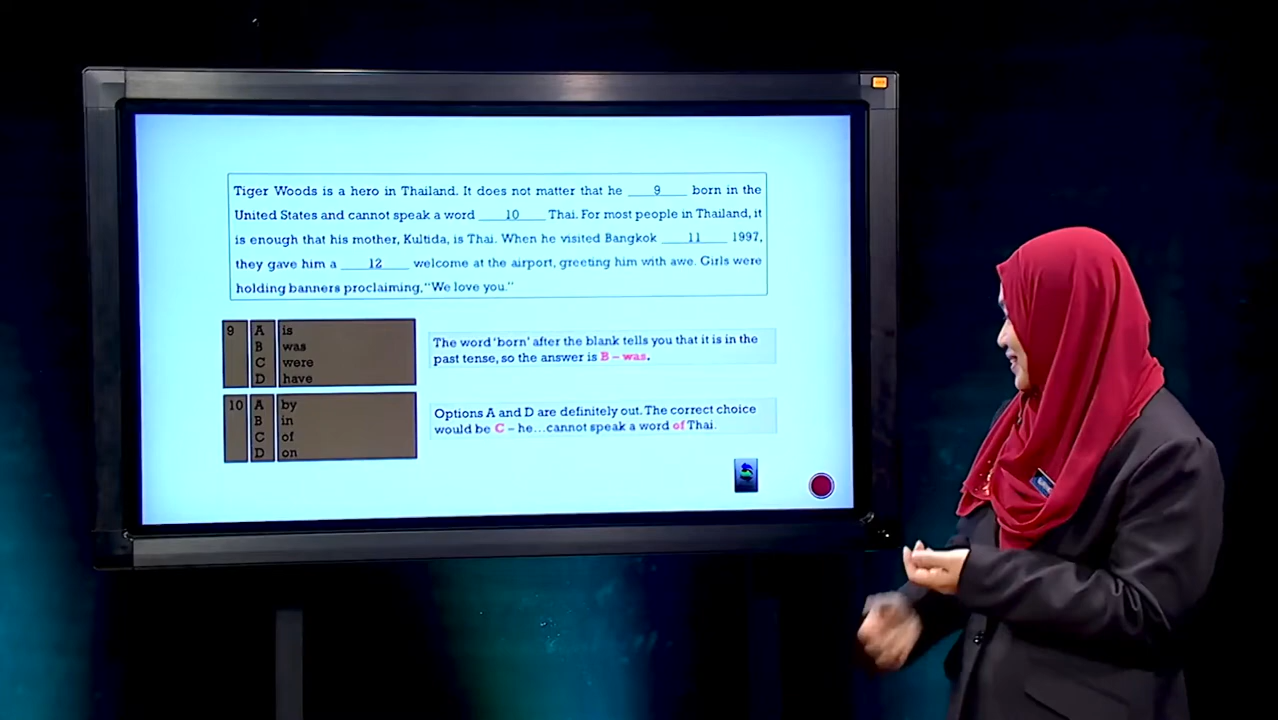 Tiger Woods is a hero in Thailand. It does not matter that he ___9___ born in the
United States and cannot speak a word ___10___ Thai. For most people in Thailand, it
is enough that his mother, Kultida, is Thai. When he visited Bangkok ___11___ 1997,
they gave him a ___12___ welcome at the airport, greeting him with awe. Girls were
holding banners proclaiming, "We love you."
9 A is
B was
C were
D have
The word 'born' after the blank tells you that it is in the
past tense, so the answer is B – was.
10 A by
B in
C of
D on
Options A and D are definitely out. The correct choice
would be C – he...cannot speak a word of Thai.